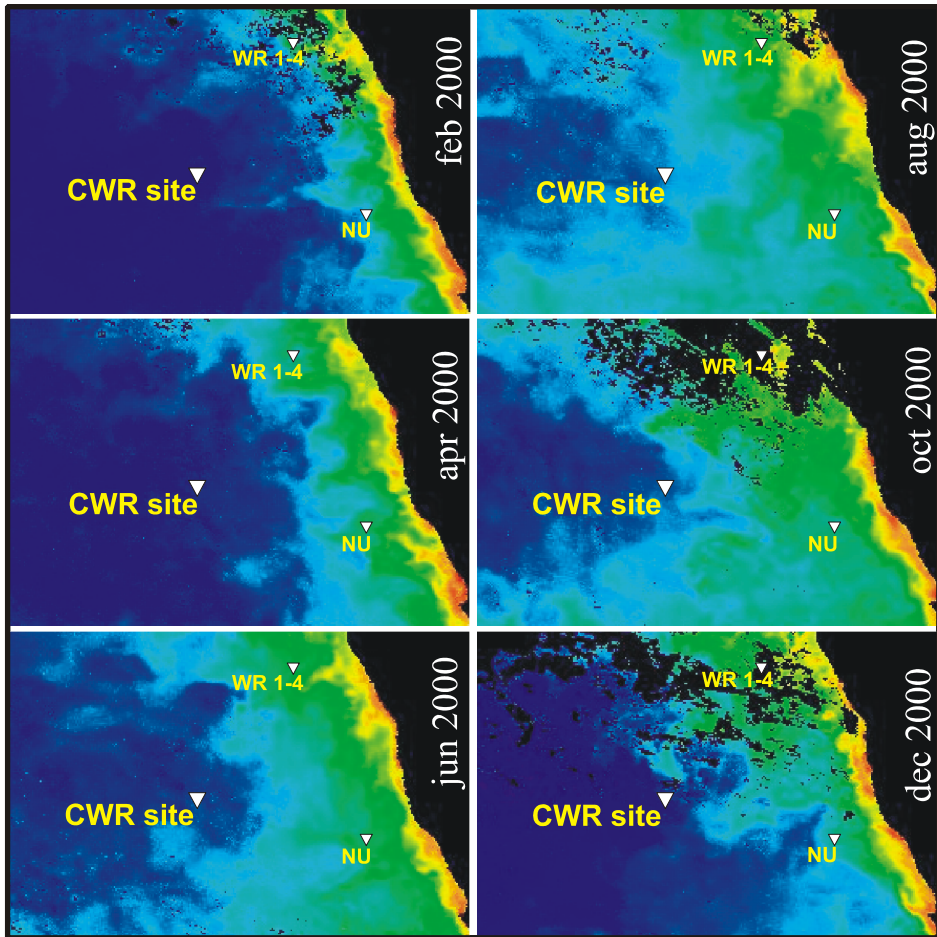 WR 1-4
CWR site
NU
feb 2000
WR 1-4
CWR site
NU
aug 2000
WR 1-4
CWR site
NU
apr 2000
WR 1-4
CWR site
NU
oct 2000
WR 1-4
CWR site
NU
jun 2000
WR 1-4
CWR site
NU
dec 2000